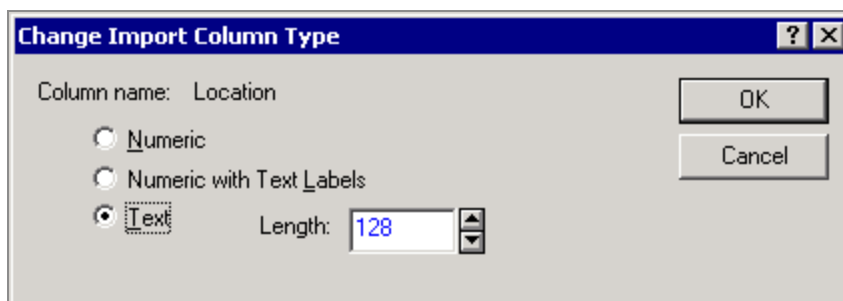 Change Import Column Type
Column name: Location
OK
Numeric
Cancel
Numeric with Text Labels
Text Length: 128